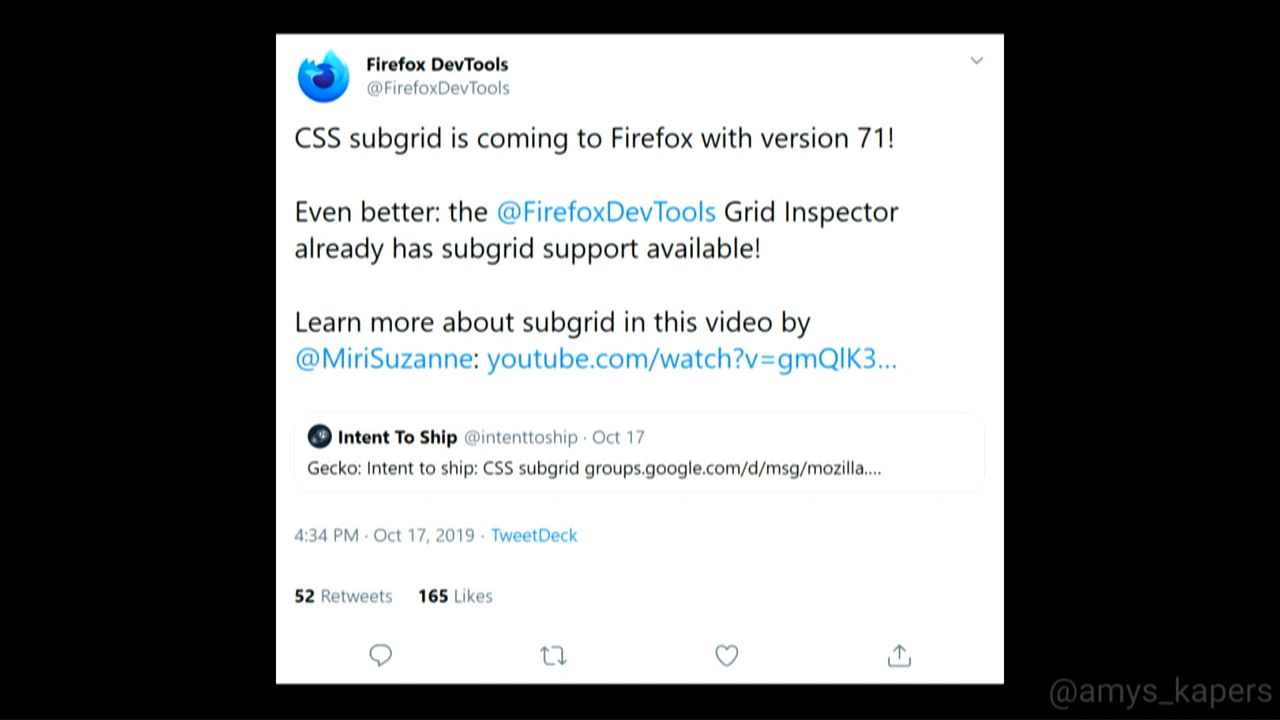 Firefox DevTools
@FirefoxDevTools
CSS subgrid is coming to Firefox with version 71!
Even better: the @FirefoxDevTools Grid Inspector
already has subgrid support available!
Learn more about subgrid in this video by
@MiriSuzanne: youtube.com/watch?v=gmQlK3...
Intent To Ship @intenttoship · Oct 17
Gecko: Intent to ship: CSS subgrid groups.google.com/d/msg/mozilla....
4:34 PM · Oct 17, 2019 · TweetDeck
52 Retweets 165 Likes
@amys_kapers